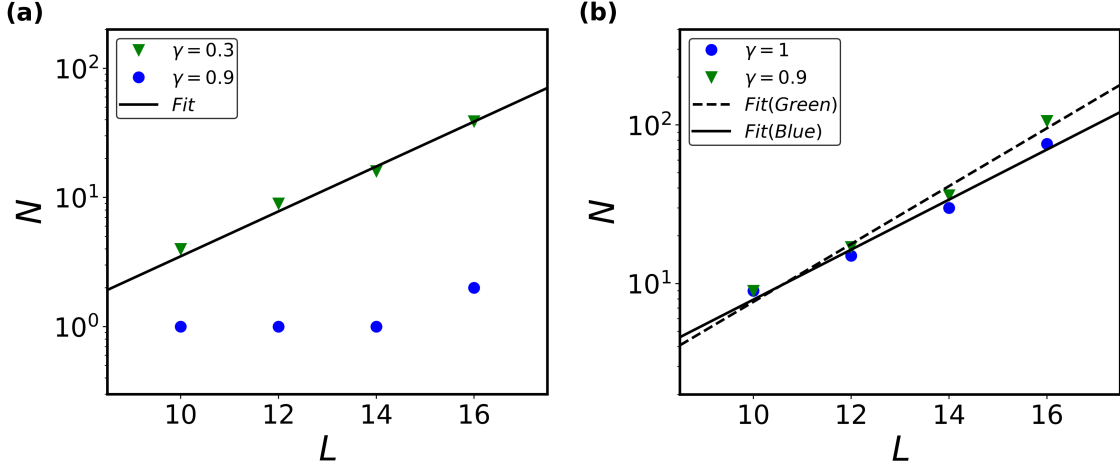 (a)
γ = 0.3
γ = 0.9
Fit
10²
10¹
10⁰
N
10
12
14
16
L
(b)
γ = 1
γ = 0.9
Fit(Green)
Fit(Blue)
10²
10¹
N
10
12
14
16
L